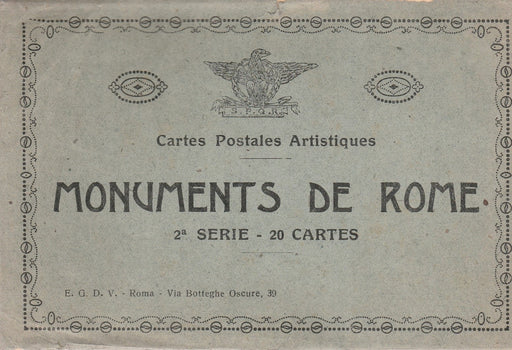 S. P. Q. R.
Cartes Postales Artistiques
MONUMENTS DE ROME
2ª SERIE - 20 CARTES
E. G. D. V. - Roma - Via Botteghe Oscure, 39